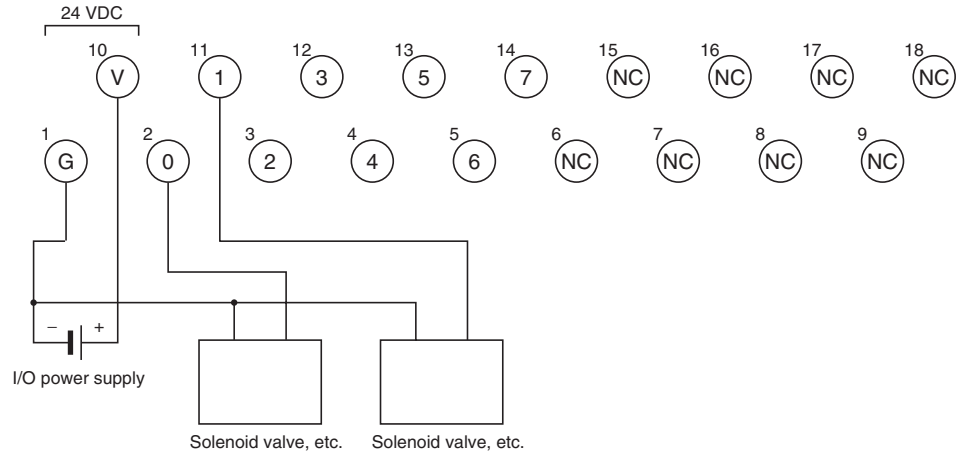 24 VDC
10 11 12 13 14 15 16 17 18
V 1 3 5 7 NC NC NC NC
1 2 3 4 5 6 7 8 9
G 0 2 4 6 NC NC NC NC
− +
I/O power supply
Solenoid valve, etc. Solenoid valve, etc.